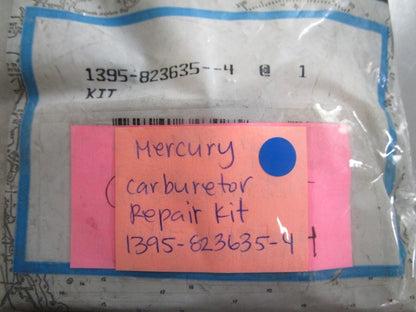 1395-823635--4 @ 1
KIT
Mercury
Carburetor
Repair Kit
1395-823635-4